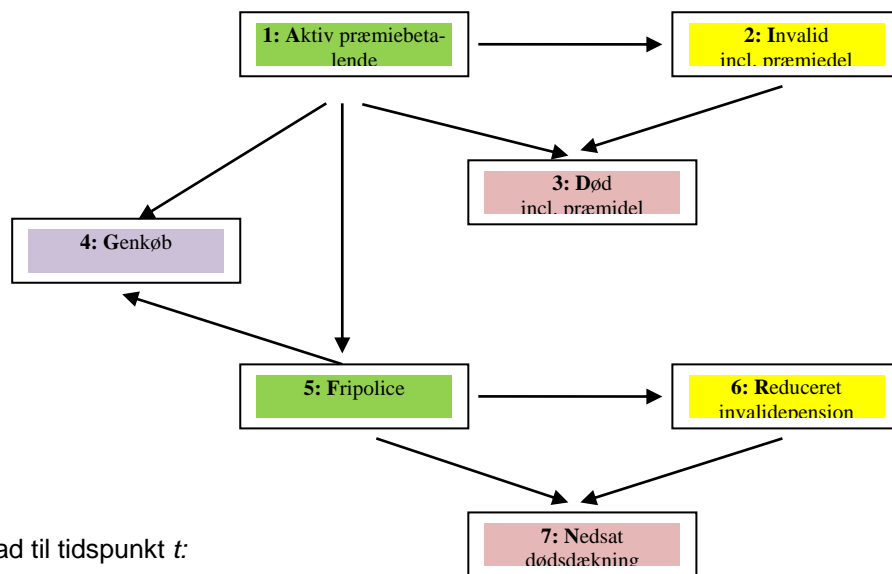 1: Aktiv præmiebeta-
lende
2: Invalid
incl. præmiedel
3: Død
incl. præmidel
4: Genkøb
5: Fripolice
6: Reduceret
invalidepension
7: Nedsat
dødsdækning
til tidspunkt t: